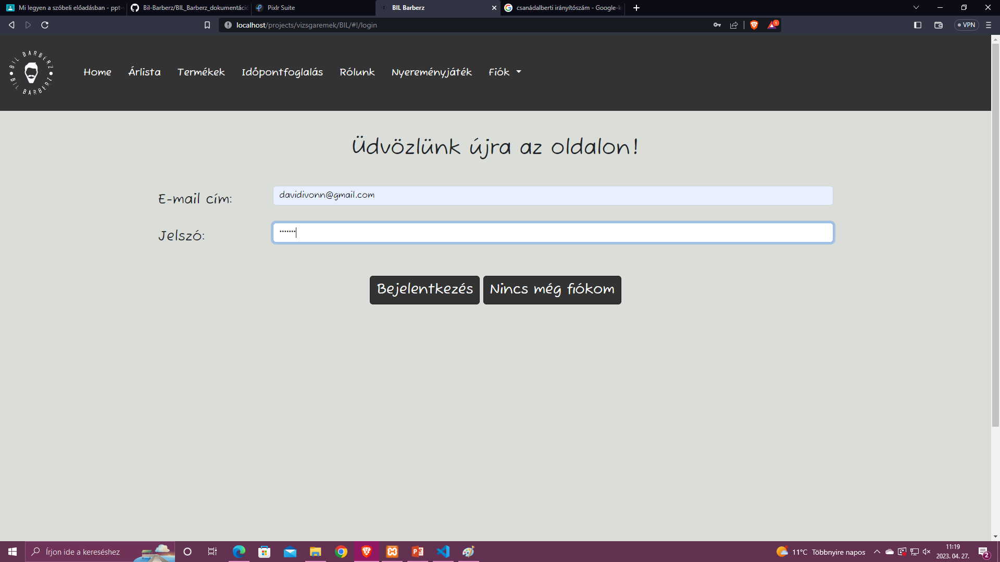 Mi legyen a szóbeli előadásban - ppt-
Bil-Barberz/BIL_Barberz_dokumentáció
Pixlr Suite
BIL Barberz
csanádalberti irányítószám - Google-k
localhost/projects/vizsgaremek/BIL/#!/login
1
VPN
BIL BARBERZ
BIL BARBERZ
Home
Árlista
Termékek
Időpontfoglalás
Rólunk
Nyereményjáték
Fiók
Üdvözlünk újra az oldalon!
E-mail cím:
davidivonn@gmail.com
Jelszó:
•••••••
Bejelentkezés
Nincs még fiókom
Írjon ide a kereséshez
11°C Többnyire napos
11:19
2023. 04. 27.
2